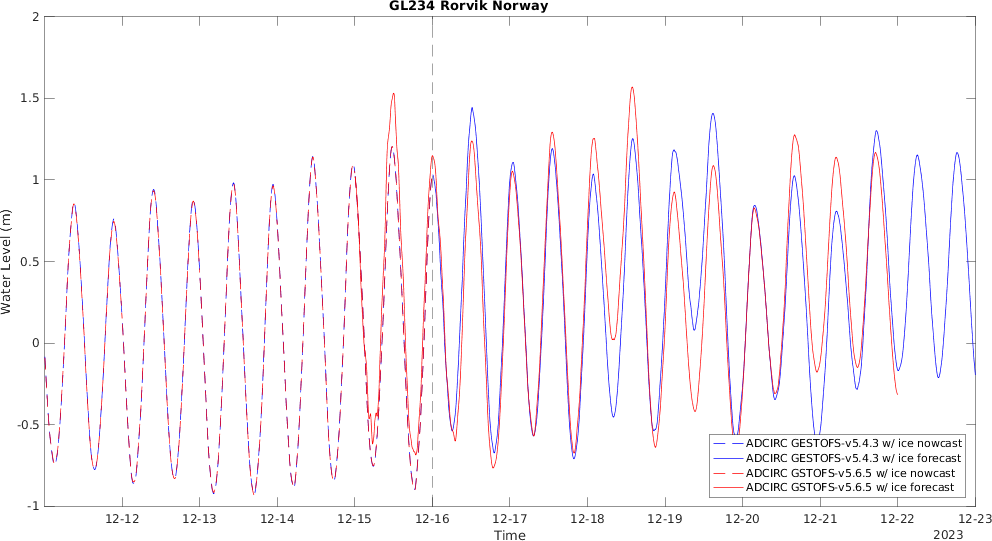 GL234 Rorvik Norway
2
1.5
1
0.5
0
-0.5
-1
Water Level (m)
12-12 12-13 12-14 12-15 12-16 12-17 12-18 12-19 12-20 12-21 12-22 12-23
Time
2023
ADCIRC GESTOFS-v5.4.3 w/ ice nowcast
ADCIRC GESTOFS-v5.4.3 w/ ice forecast
ADCIRC GSTOFS-v5.6.5 w/ ice nowcast
ADCIRC GSTOFS-v5.6.5 w/ ice forecast